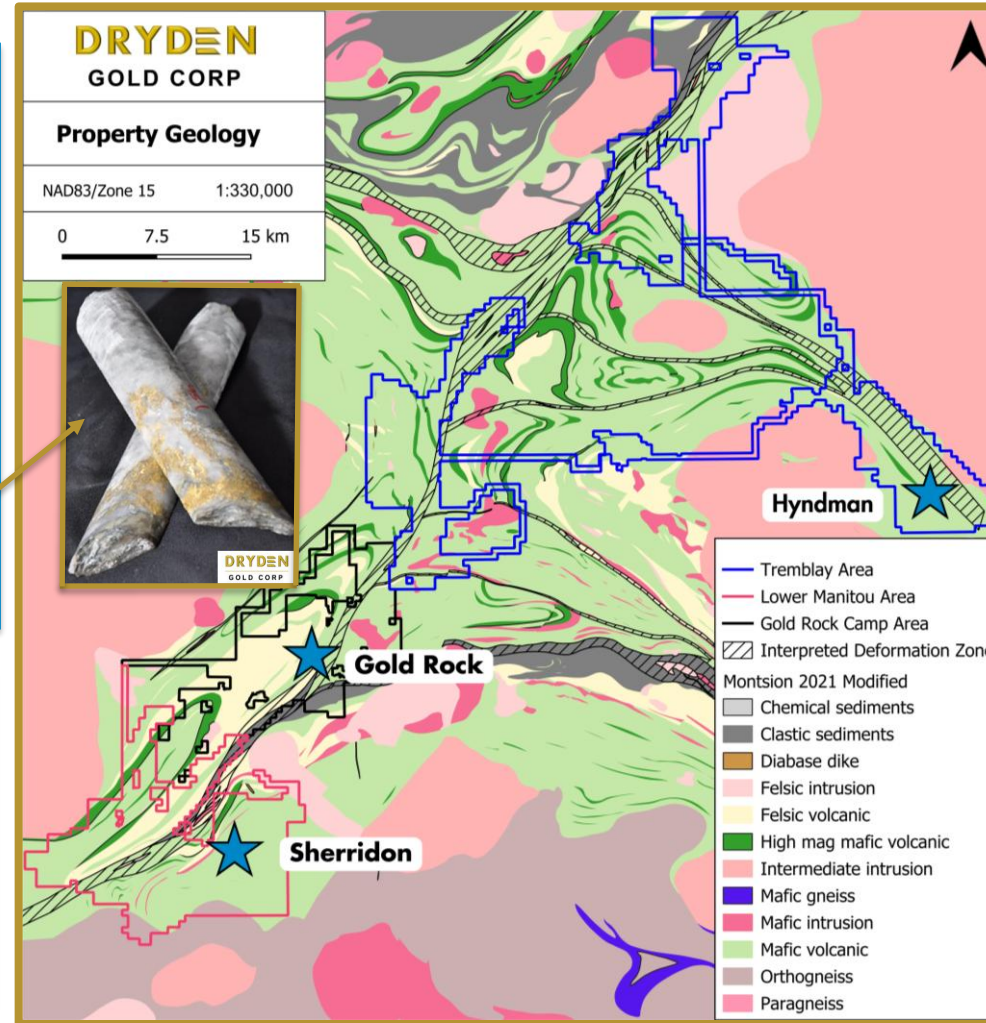 DRYDEN
GOLD CORP
Property Geology
NAD83/Zone 15 1:330,000
0 7.5 15 km
DRYDEN
GOLD CORP
Hyndman
Gold Rock
Sherridon
Tremblay Area
Lower Manitou Area
Gold Rock Camp Area
Interpreted Deformation Zone
Montsion 2021 Modified
Chemical sediments
Clastic sediments
Diabase dike
Felsic intrusion
Felsic volcanic
High mag mafic volcanic
Intermediate intrusion
Mafic gneiss
Mafic intrusion
Mafic volcanic
Orthogneiss
Paragneiss